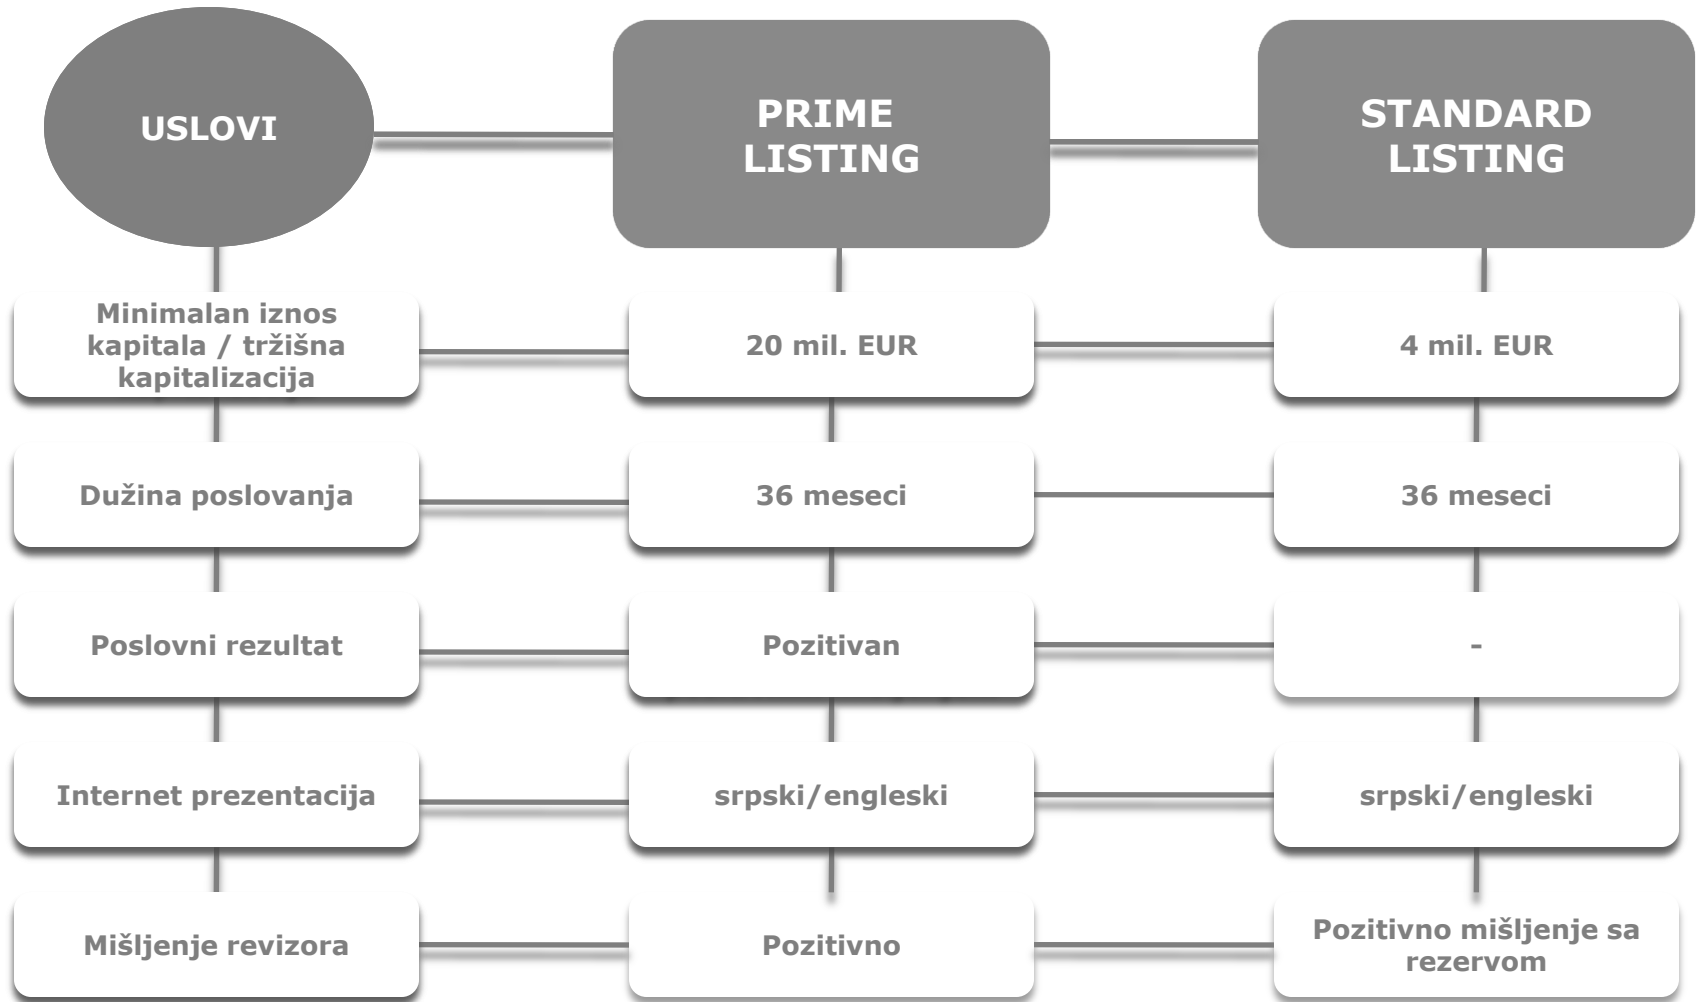 USLOVI
PRIME
LISTING
STANDARD
LISTING
Minimalan iznos
kapitala / tržišna
kapitalizacija
20 mil. EUR
4 mil. EUR
Dužina poslovanja
36 meseci
36 meseci
Poslovni rezultat
Pozitivan
-
Internet prezentacija
srpski/engleski
srpski/engleski
Mišljenje revizora
Pozitivno
Pozitivno mišljenje sa
rezervom